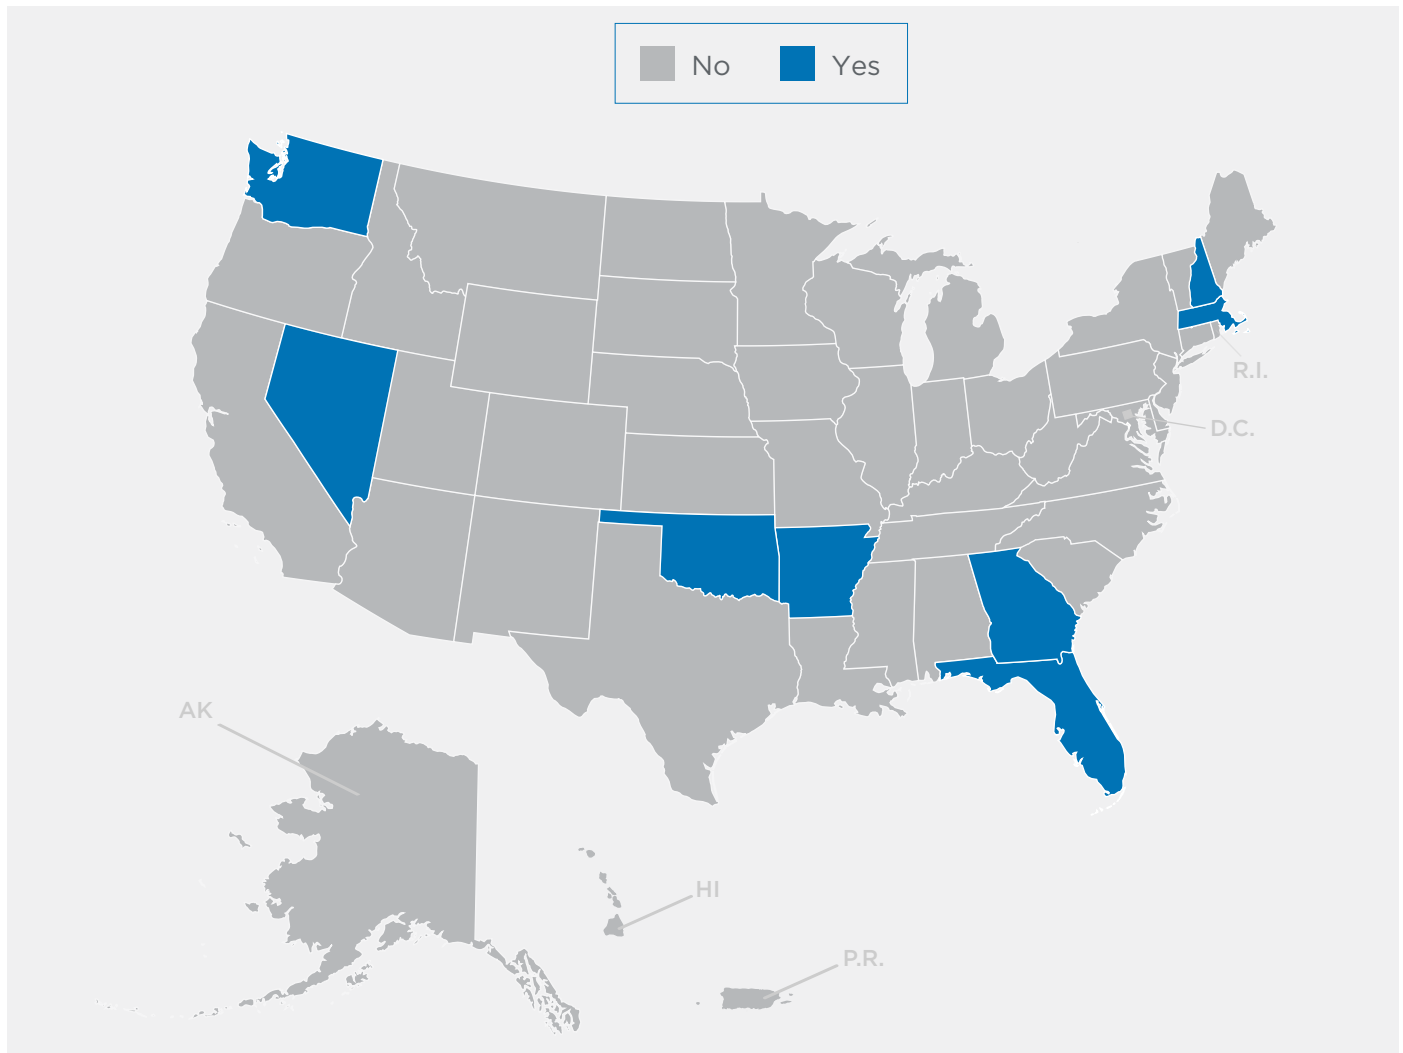 No Yes
R.I.
D.C.
AK
HI
P.R.